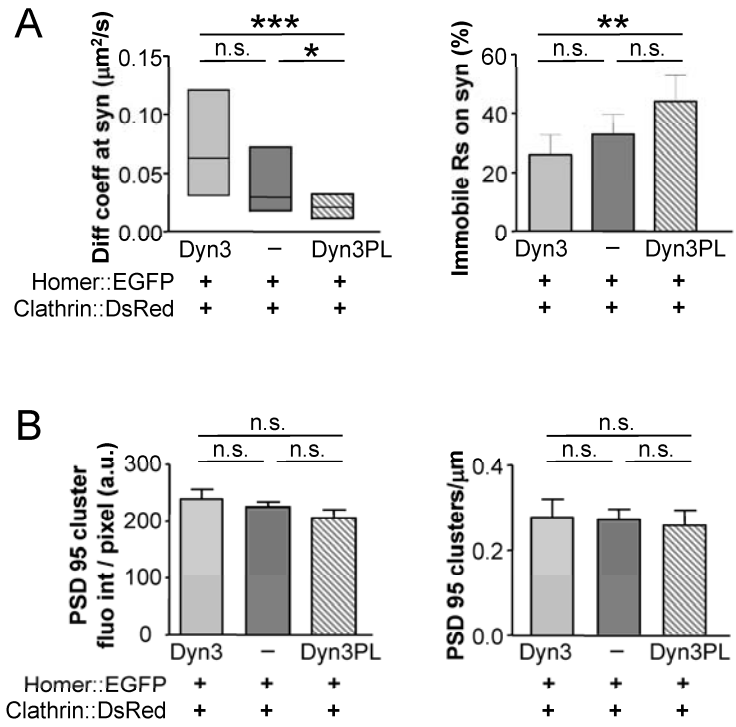 A
*** **
n.s. * n.s. n.s.
Diff coeff at syn (μm²/s)
0.15
0.10
0.05
0.00
Dyn3 – Dyn3PL
Immobile Rs on syn (%)
60
40
20
0
Dyn3 – Dyn3PL
Homer::EGFP + + + + + +
Clathrin::DsRed + + + + + +
B
n.s. n.s.
n.s. n.s. n.s. n.s.
PSD 95 cluster
fluo int / pixel (a.u.)
300
200
100
0
Dyn3 – Dyn3PL
PSD 95 clusters/μm
0.4
0.2
0.0
Dyn3 – Dyn3PL
Homer::EGFP + + + + + +
Clathrin::DsRed + + + + + +